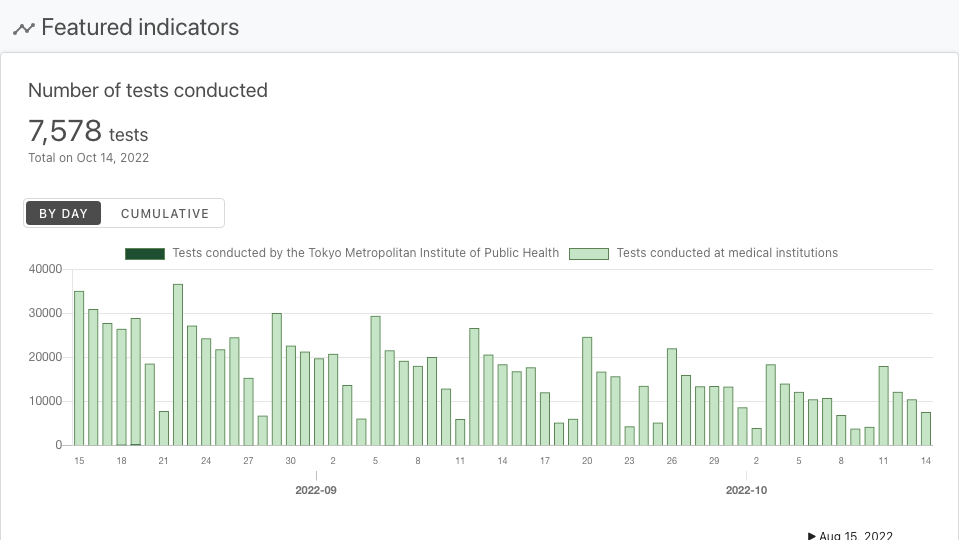 Featured indicators
Number of tests conducted
7,578 tests
Total on Oct 14, 2022
BY DAY CUMULATIVE
Tests conducted by the Tokyo Metropolitan Institute of Public Health Tests conducted at medical institutions
40000
30000
20000
10000
0
15 18 21 24 27 30 2 5 8 11 14 17 20 23 26 29 2 5 8 11 14
2022-09 2022-10
▶ Aug 15, 2022